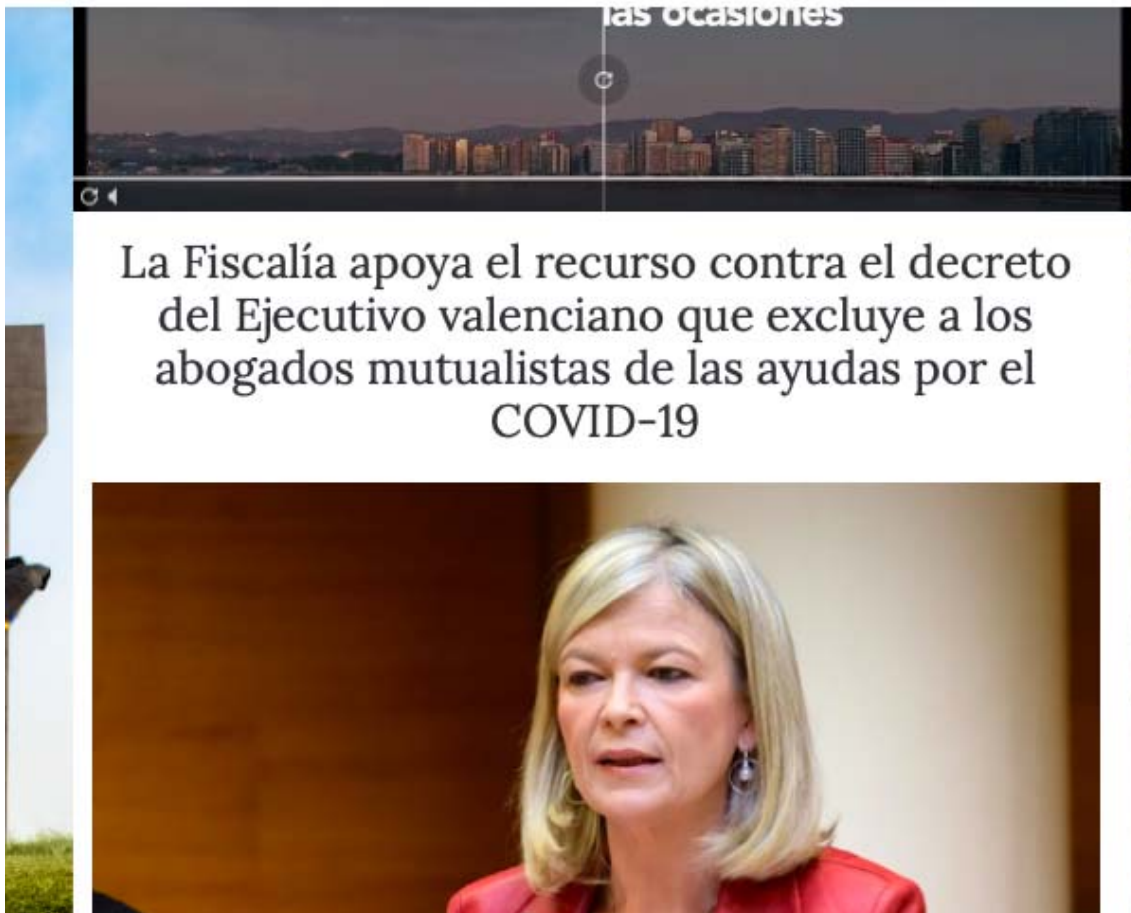 las ocasiones
La Fiscalía apoya el recurso contra el decreto
del Ejecutivo valenciano que excluye a los
abogados mutualistas de las ayudas por el
COVID-19